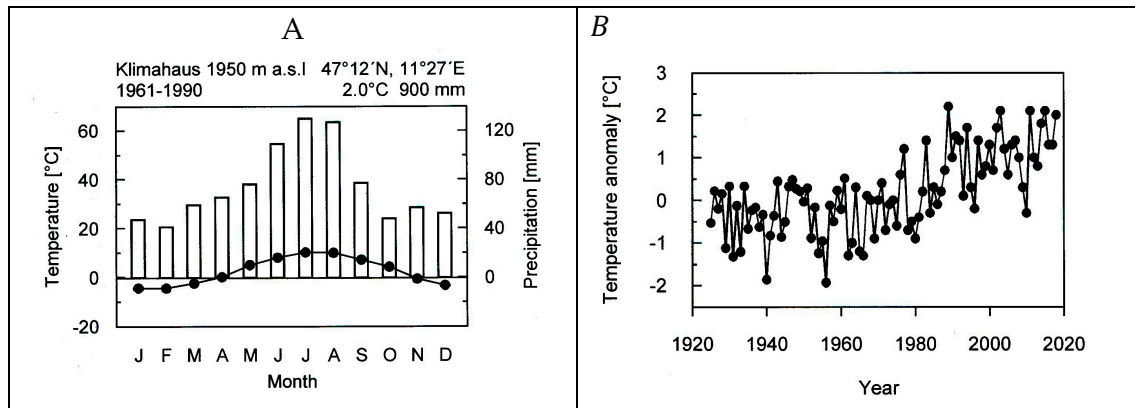 A
Klimahaus 1950 m a.s.l 47°12´N, 11°27´E
1961-1990 2.0°C 900 mm
Temperature [°C]
60
40
20
0
-20
120
80
40
0
Precipitation [mm]
J F M A M J J A S O N D
Month
B
Temperature anomaly [°C]
3
2
1
0
-1
-2
1920 1940 1960 1980 2000 2020
Year